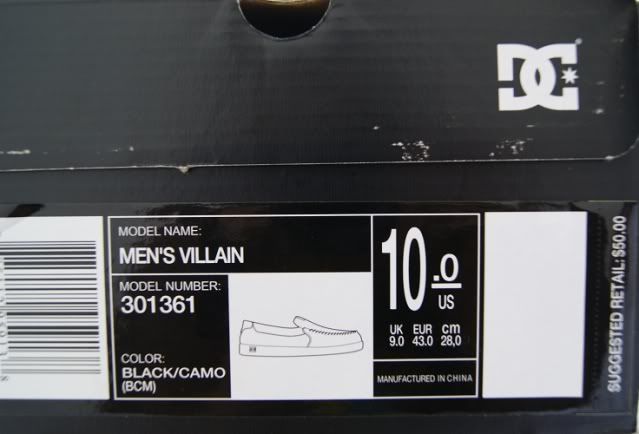 DC
MODEL NAME:
MEN'S VILLAIN
MODEL NUMBER:
301361
COLOR:
BLACK/CAMO
(BCM)
10.0
US
UK EUR cm
9.0 43.0 28,0
MANUFACTURED IN CHINA
SUGGESTED RETAIL: $50.00